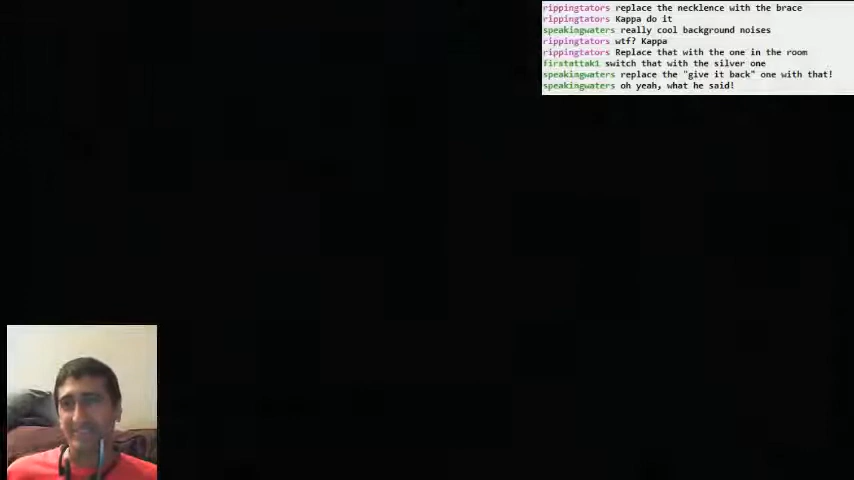 rippingtators replace the necklence with the brace
rippingtators Kappa do it
speakingwaters really cool background noises
rippingtators wtf? Kappa
rippingtators Replace that with the one in the room
firstattak1 switch that with the silver one
speakingwaters replace the "give it back" one with that!
speakingwaters oh yeah, what he said!